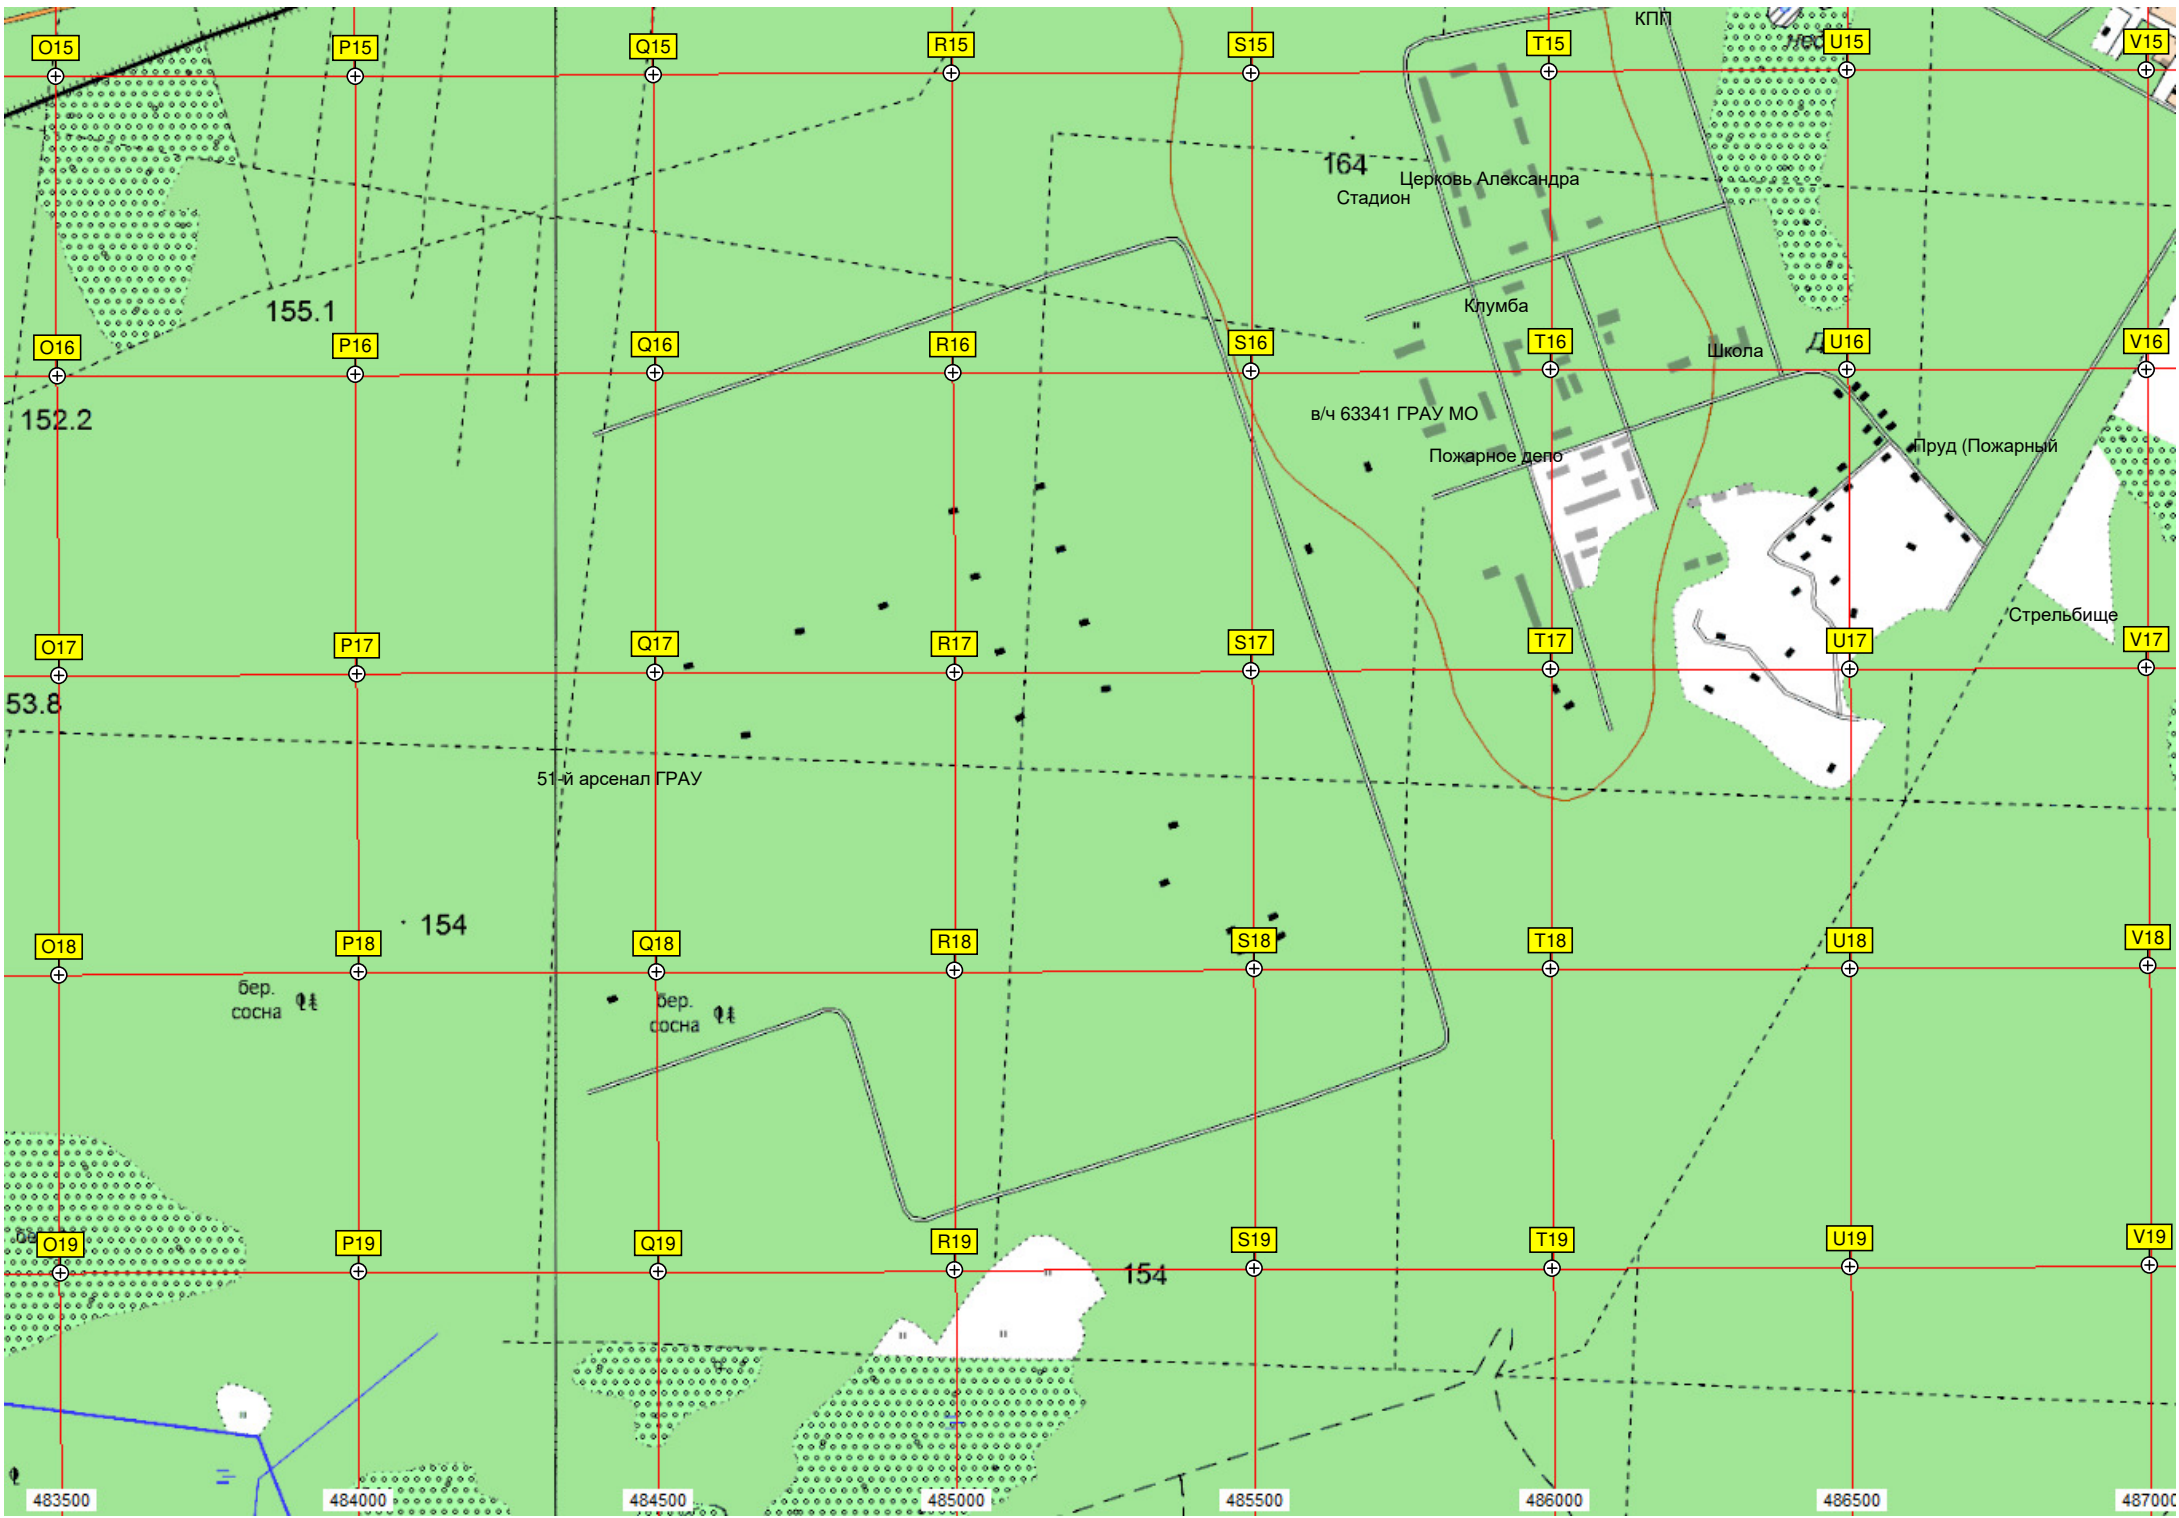 КПП
O15
P15
Q15
R15
S15
T15
U15
V15
164
Церковь Александра
Стадион
155.1
Клумба
Школа
O16
P16
Q16
R16
S16
T16
U16
V16
152.2
в/ч 63341 ГРАУ МО
Пожарное депо
Пруд (Пожарный
Стрельбище
O17
P17
Q17
R17
S17
T17
U17
V17
53.8
51-й арсенал ГРАУ
154
O18
P18
Q18
R18
S18
T18
U18
V18
бер.
сосна
бер.
сосна
O19
P19
Q19
R19
S19
T19
U19
V19
154
483500
484000
484500
485000
485500
486000
486500